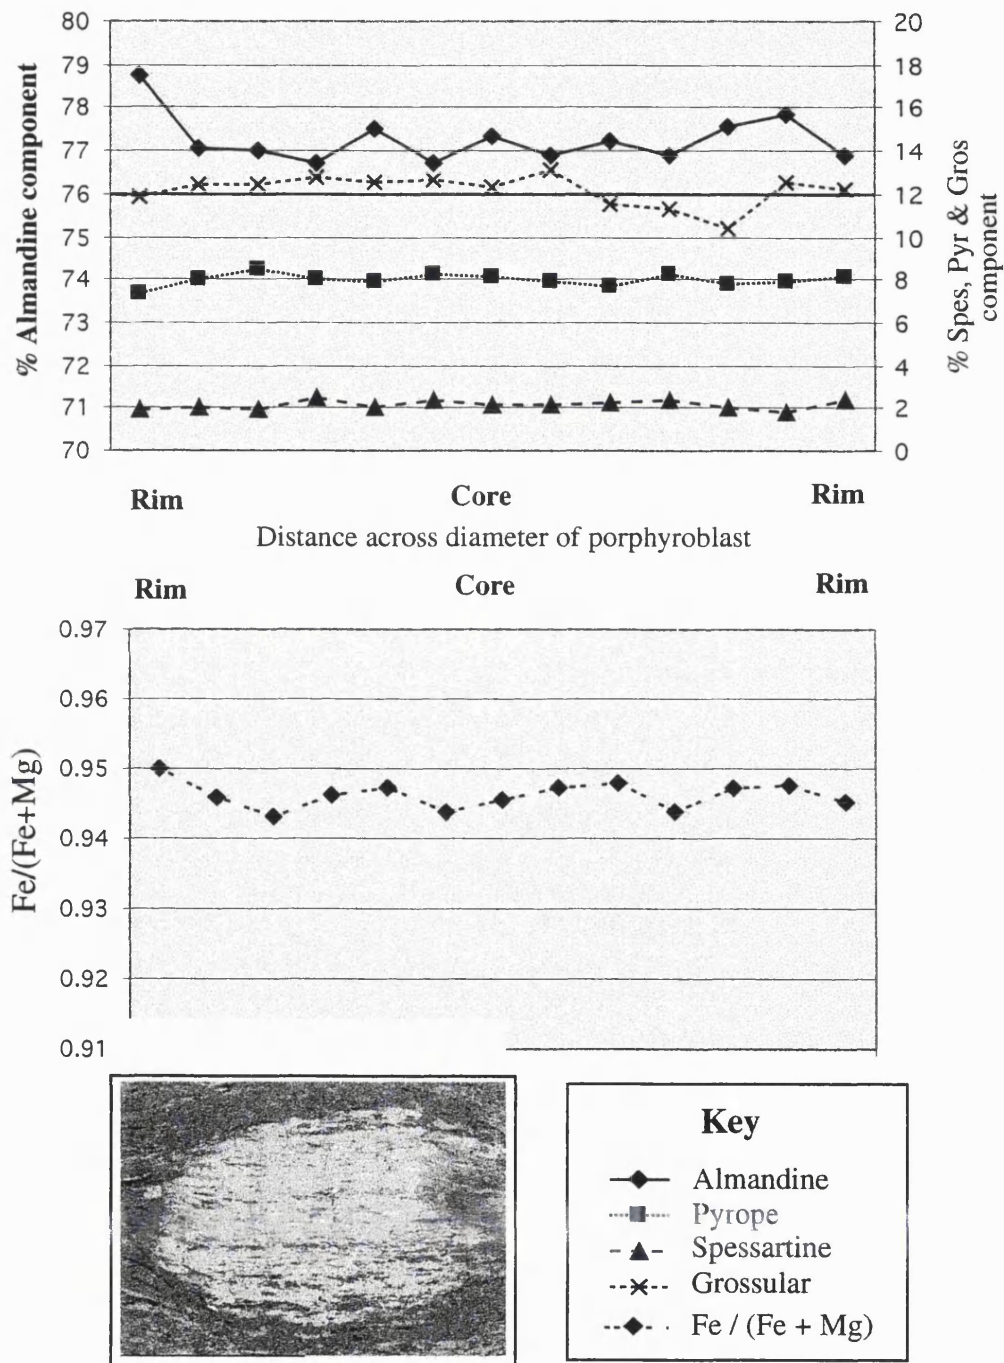 80
79
78
77
76
75
74
73
72
71
70
% Almandine component
20
18
16
14
12
10
8
6
4
2
0
% Spes, Pyr & Gros
component
Rim Core Rim
Distance across diameter of porphyroblast
Rim Core Rim
0.97
0.96
0.95
0.94
0.93
0.92
0.91
Fe/(Fe+Mg)
Key
Almandine
Pyrope
Spessartine
Grossular
Fe / (Fe + Mg)